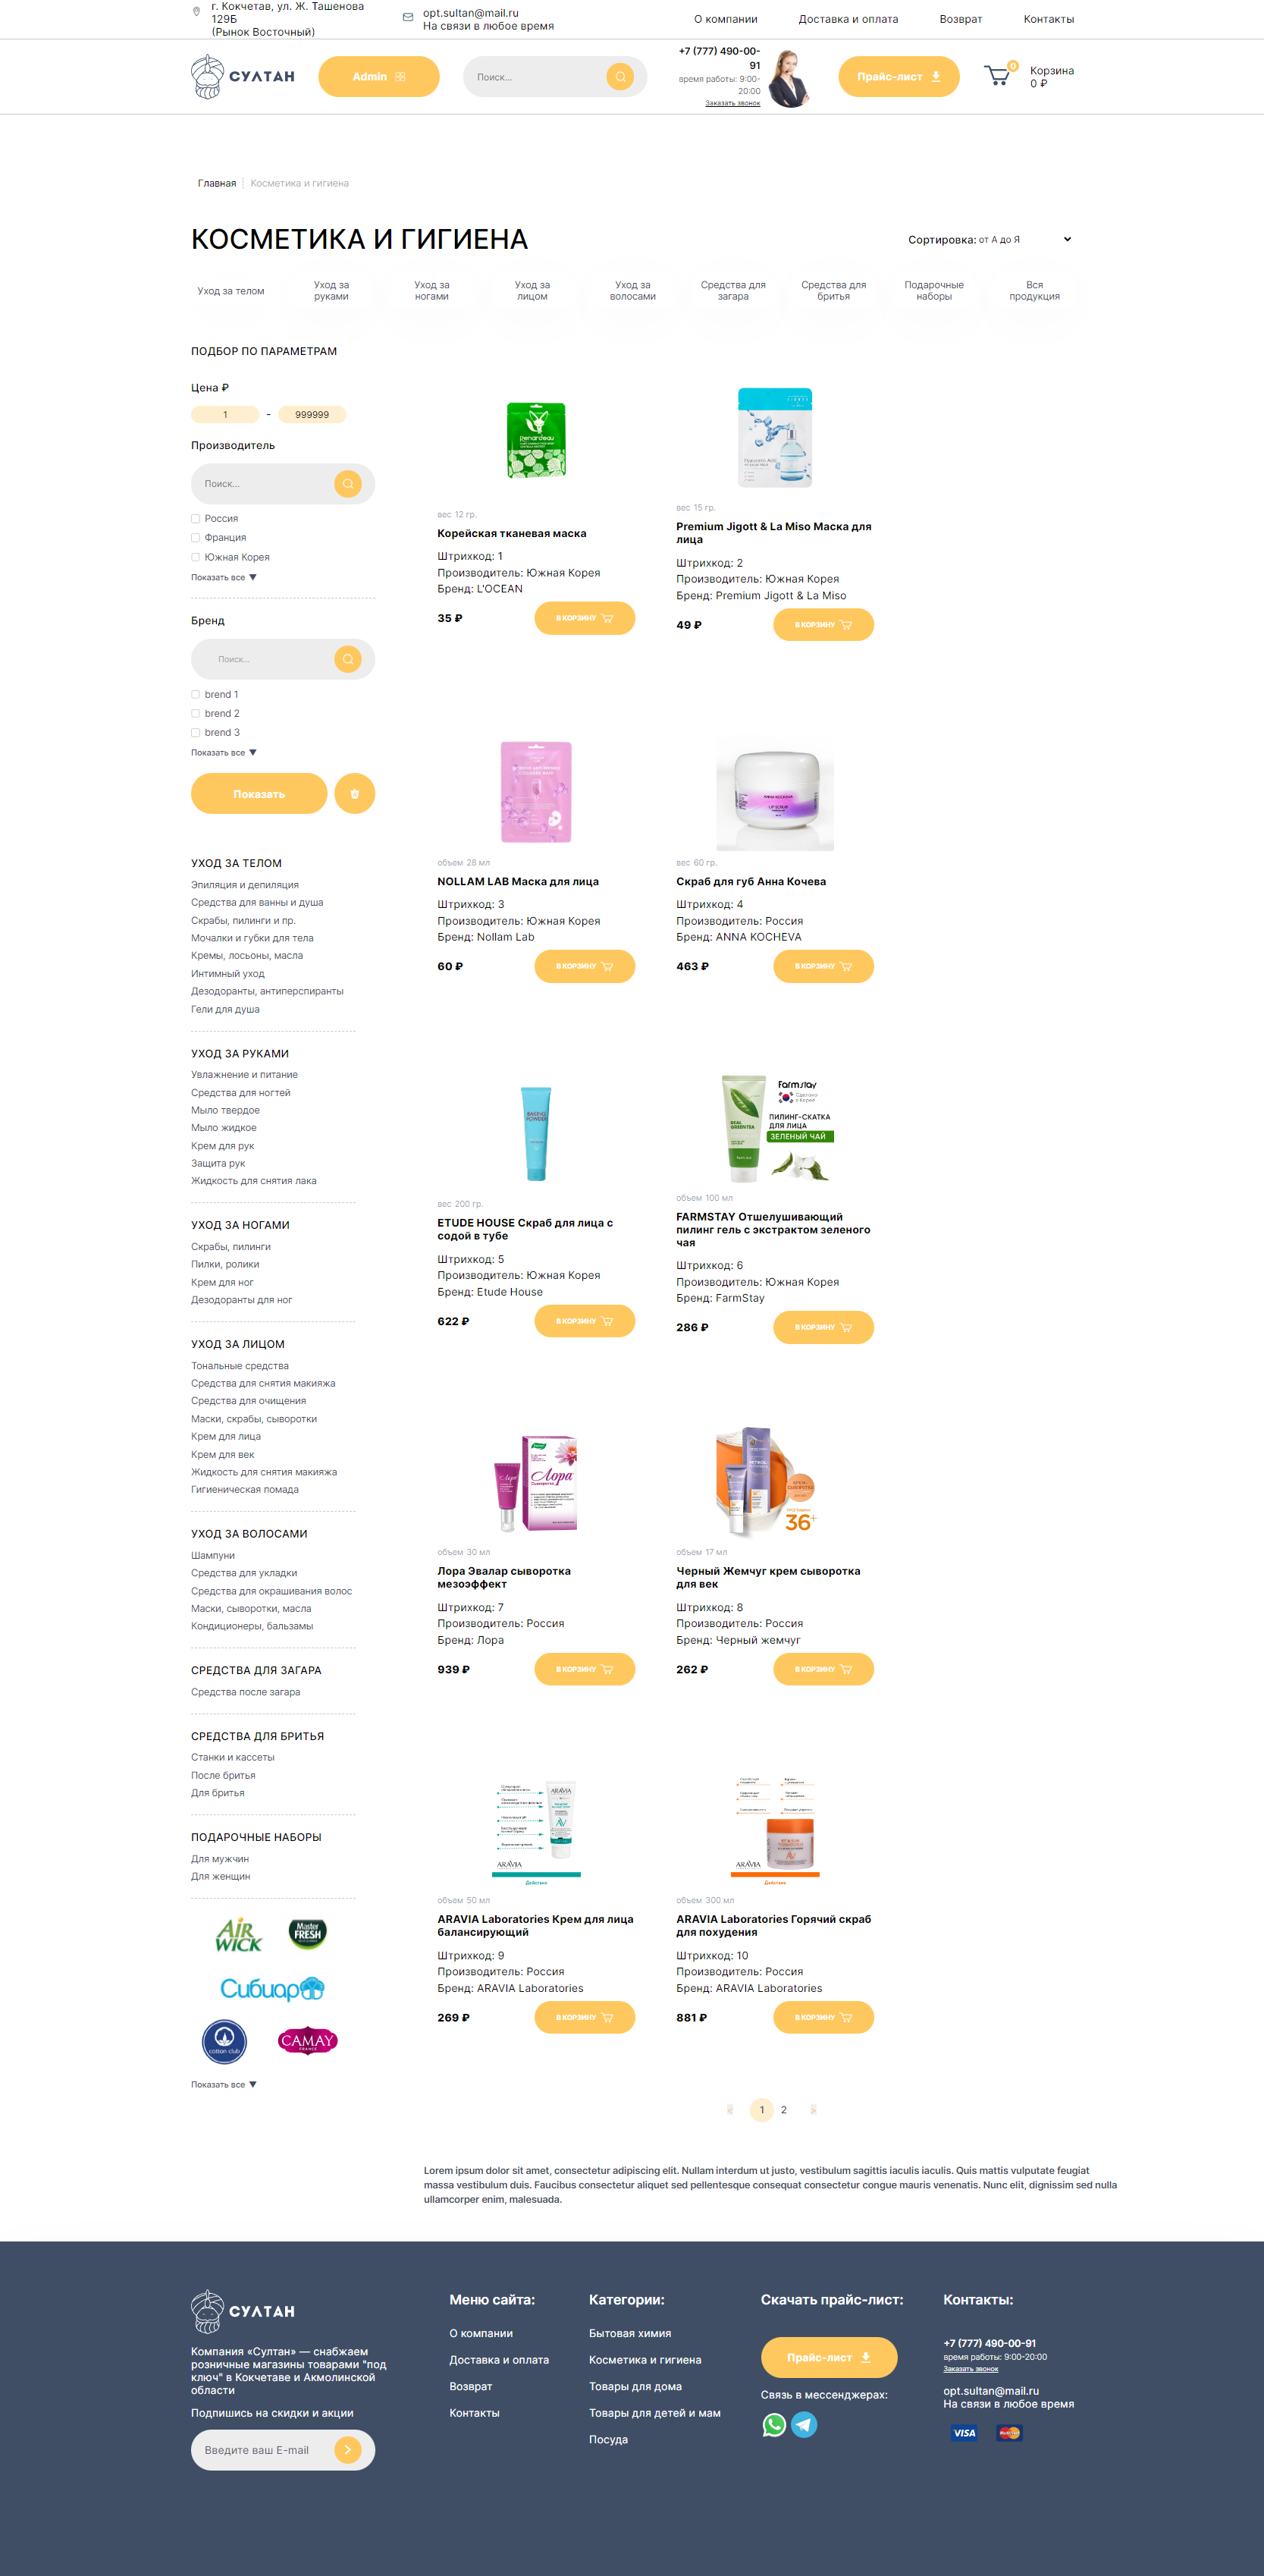 г. Кокчетав, ул. Ж. Ташенова
129Б
(Рынок Восточный)
opt.sultan@mail.ru
На связи в любое время
О компании
Доставка и оплата
Возврат
Контакты
СУЛТАН
Admin
Поиск...
+7 (777) 490-00-
91
время работы: 9:00-
20:00
Заказать звонок
Прайс-лист
0
Корзина
0 ₽
Главная
Косметика и гигиена
КОСМЕТИКА И ГИГИЕНА
Сортировка: от А до Я
Уход за телом
Уход за
руками
Уход за
ногами
Уход за
лицом
Уход за
волосами
Средства для
загара
Средства для
бритья
Подарочные
наборы
Вся
продукция
ПОДБОР ПО ПАРАМЕТРАМ
Цена ₽
1 - 999999
Производитель
Поиск...
Россия
Франция
Южная Корея
Показать все ▼
Бренд
Поиск...
brend 1
brend 2
brend 3
Показать все ▼
Показать
УХОД ЗА ТЕЛОМ
Эпиляция и депиляция
Средства для ванны и душа
Скрабы, пилинги и пр.
Мочалки и губки для тела
Кремы, лосьоны, масла
Интимный уход
Дезодоранты, антиперспиранты
Гели для душа
УХОД ЗА РУКАМИ
Увлажнение и питание
Средства для ногтей
Мыло твердое
Мыло жидкое
Крем для рук
Защита рук
Жидкость для снятия лака
УХОД ЗА НОГАМИ
Скрабы, пилинги
Пилки, ролики
Крем для ног
Дезодоранты для ног
УХОД ЗА ЛИЦОМ
Тональные средства
Средства для снятия макияжа
Средства для очищения
Маски, скрабы, сыворотки
Крем для лица
Крем для век
Жидкость для снятия макияжа
Гигиеническая помада
УХОД ЗА ВОЛОСАМИ
Шампуни
Средства для укладки
Средства для окрашивания волос
Маски, сыворотки, масла
Кондиционеры, бальзамы
СРЕДСТВА ДЛЯ ЗАГАРА
Средства после загара
СРЕДСТВА ДЛЯ БРИТЬЯ
Станки и кассеты
После бритья
Для бритья
ПОДАРОЧНЫЕ НАБОРЫ
Для мужчин
Для женщин
AIR
WICK
Master
FRESH
Сибиар
cotton club
CAMAY
FRANCE
Показать все ▼
вес 12 гр.
Корейская тканевая маска
Штрихкод: 1
Производитель: Южная Корея
Бренд: L'OCEAN
35 ₽
В КОРЗИНУ
вес 15 гр.
Premium Jigott & La Miso Маска для
лица
Штрихкод: 2
Производитель: Южная Корея
Бренд: Premium Jigott & La Miso
49 ₽
В КОРЗИНУ
объем 28 мл
NOLLAM LAB Маска для лица
Штрихкод: 3
Производитель: Южная Корея
Бренд: Nollam Lab
60 ₽
В КОРЗИНУ
ANNA KOCHEVA
LIP SCRUB
вес 60 гр.
Скраб для губ Анна Кочева
Штрихкод: 4
Производитель: Россия
Бренд: ANNA KOCHEVA
463 ₽
В КОРЗИНУ
BAKING
POWDER
вес 200 гр.
ETUDE HOUSE Скраб для лица с
содой в тубе
Штрихкод: 5
Производитель: Южная Корея
Бренд: Etude House
622 ₽
В КОРЗИНУ
Farmstay
Сделано
в Корее
REAL
GREEN TEA
ПИЛИНГ-СКАТКА
ДЛЯ ЛИЦА
ЗЕЛЕНЫЙ ЧАЙ
объем 100 мл
FARMSTAY Отшелушивающий
пилинг гель с экстрактом зеленого
чая
Штрихкод: 6
Производитель: Южная Корея
Бренд: FarmStay
286 ₽
В КОРЗИНУ
Лора
объем 30 мл
Лора Эвалар сыворотка
мезоэффект
Штрихкод: 7
Производитель: Россия
Бренд: Лора
939 ₽
В КОРЗИНУ
КРЕМ-
СЫВОРОТКА
36+
объем 17 мл
Черный Жемчуг крем сыворотка
для век
Штрихкод: 8
Производитель: Россия
Бренд: Черный жемчуг
262 ₽
В КОРЗИНУ
ARAVIA
ARAVIA
Действие
объем 50 мл
ARAVIA Laboratories Крем для лица
балансирующий
Штрихкод: 9
Производитель: Россия
Бренд: ARAVIA Laboratories
269 ₽
В КОРЗИНУ
ARAVIA
Действие
объем 300 мл
ARAVIA Laboratories Горячий скраб
для похудения
Штрихкод: 10
Производитель: Россия
Бренд: ARAVIA Laboratories
881 ₽
В КОРЗИНУ
1 2
Lorem ipsum dolor sit amet, consectetur adipiscing elit. Nullam interdum ut justo, vestibulum sagittis iaculis iaculis. Quis mattis vulputate feugiat
massa vestibulum duis. Faucibus consectetur aliquet sed pellentesque consequat consectetur congue mauris venenatis. Nunc elit, dignissim sed nulla
ullamcorper enim, malesuada.
СУЛТАН
Компания «Султан» — снабжаем
розничные магазины товарами "под
ключ" в Кокчетаве и Акмолинской
области
Подпишись на скидки и акции
Введите ваш E-mail
Меню сайта:
О компании
Доставка и оплата
Возврат
Контакты
Категории:
Бытовая химия
Косметика и гигиена
Товары для дома
Товары для детей и мам
Посуда
Скачать прайс-лист:
Прайс-лист
Связь в мессенджерах:
Контакты:
+7 (777) 490-00-91
время работы: 9:00-20:00
Заказать звонок
opt.sultan@mail.ru
На связи в любое время
VISA
MasterCard